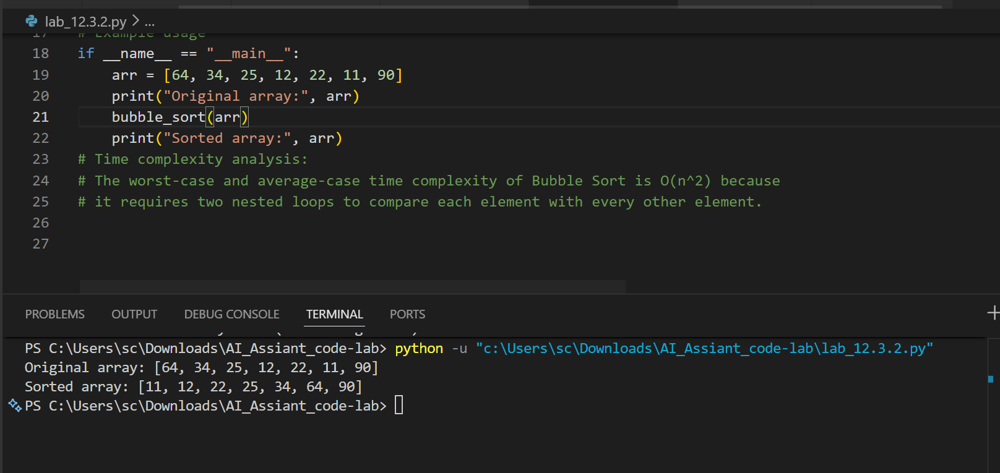 lab_12.3.2.py > ...
17 # Example usage
18 if __name__ == "__main__":
19     arr = [64, 34, 25, 12, 22, 11, 90]
20     print("Original array:", arr)
21     bubble_sort(arr)
22     print("Sorted array:", arr)
23 # Time complexity analysis:
24 # The worst-case and average-case time complexity of Bubble Sort is O(n^2) because
25 # it requires two nested loops to compare each element with every other element.
26
27
PROBLEMS OUTPUT DEBUG CONSOLE TERMINAL PORTS
PS C:\Users\sc\Downloads\AI_Assiant_code-lab> python -u "c:\Users\sc\Downloads\AI_Assiant_code-lab\lab_12.3.2.py"
Original array: [64, 34, 25, 12, 22, 11, 90]
Sorted array: [11, 12, 22, 25, 34, 64, 90]
PS C:\Users\sc\Downloads\AI_Assiant_code-lab>